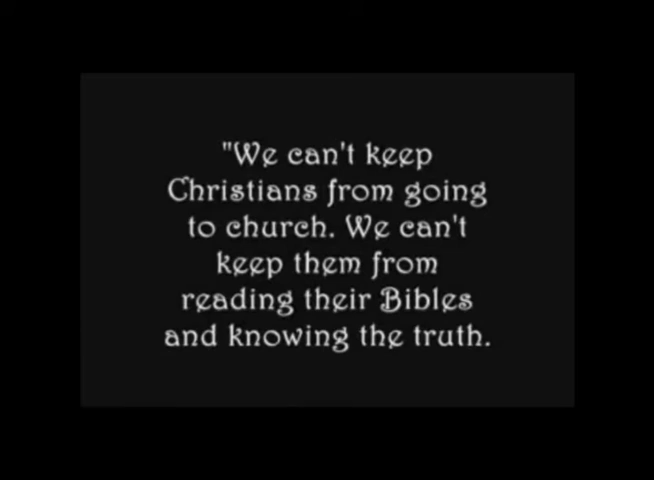 "We can't keep
Christians from going
to church. We can't
keep them from
reading their Bibles
and knowing the truth.